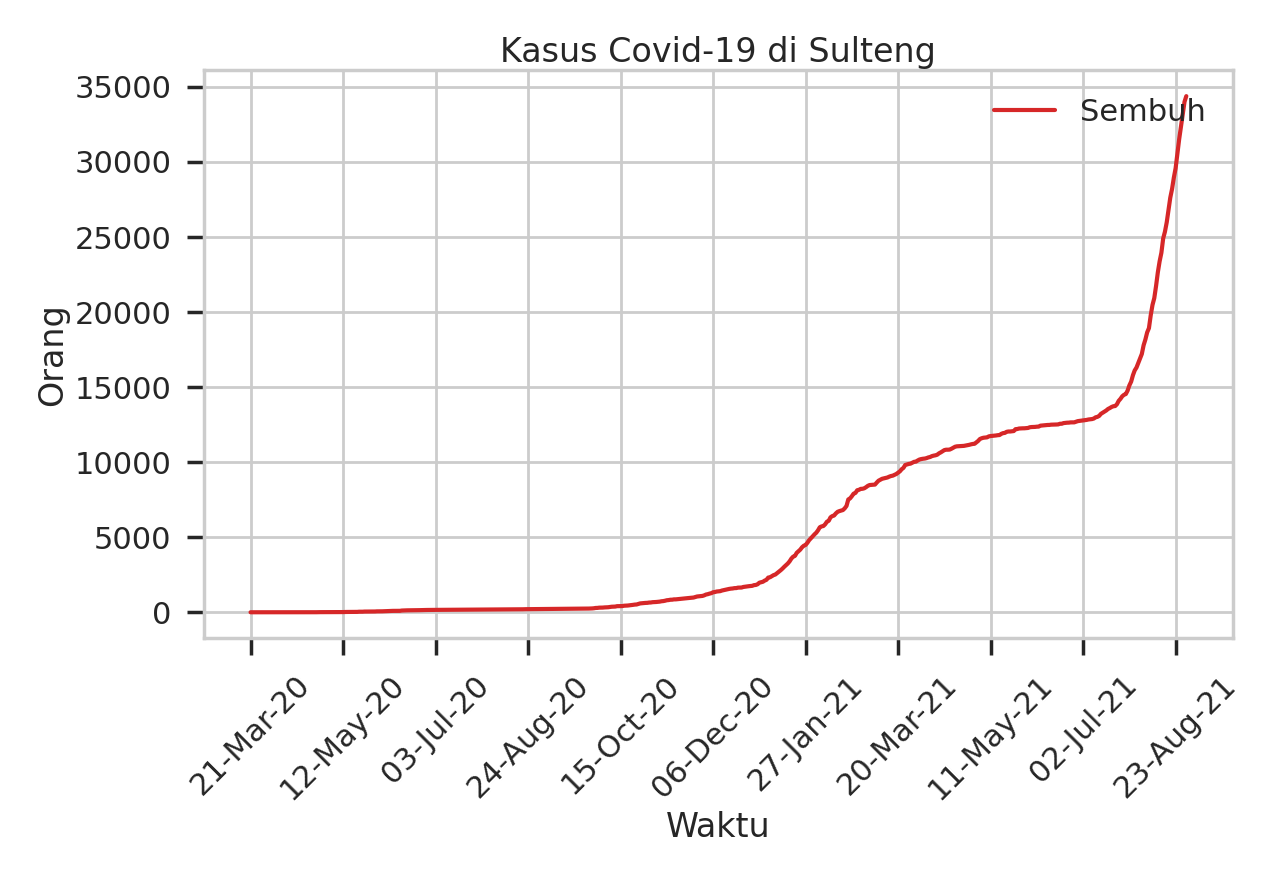 Kasus Covid-19 di Sulteng
35000
30000
25000
20000
15000
10000
5000
0
Orang
Sembuh
21-Mar-20
12-May-20
03-Jul-20
24-Aug-20
15-Oct-20
06-Dec-20
27-Jan-21
20-Mar-21
11-May-21
02-Jul-21
23-Aug-21
Waktu